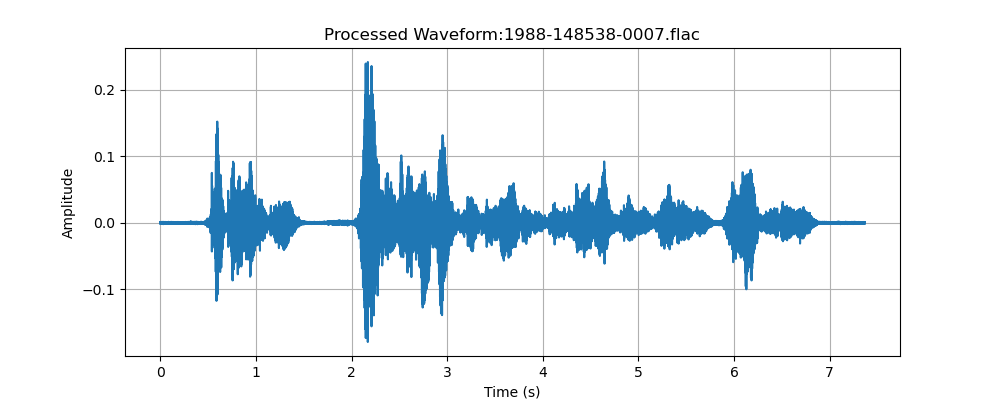 Processed Waveform:1988-148538-0007.flac
0.2
0.1
0.0
−0.1
Amplitude
0 1 2 3 4 5 6 7
Time (s)